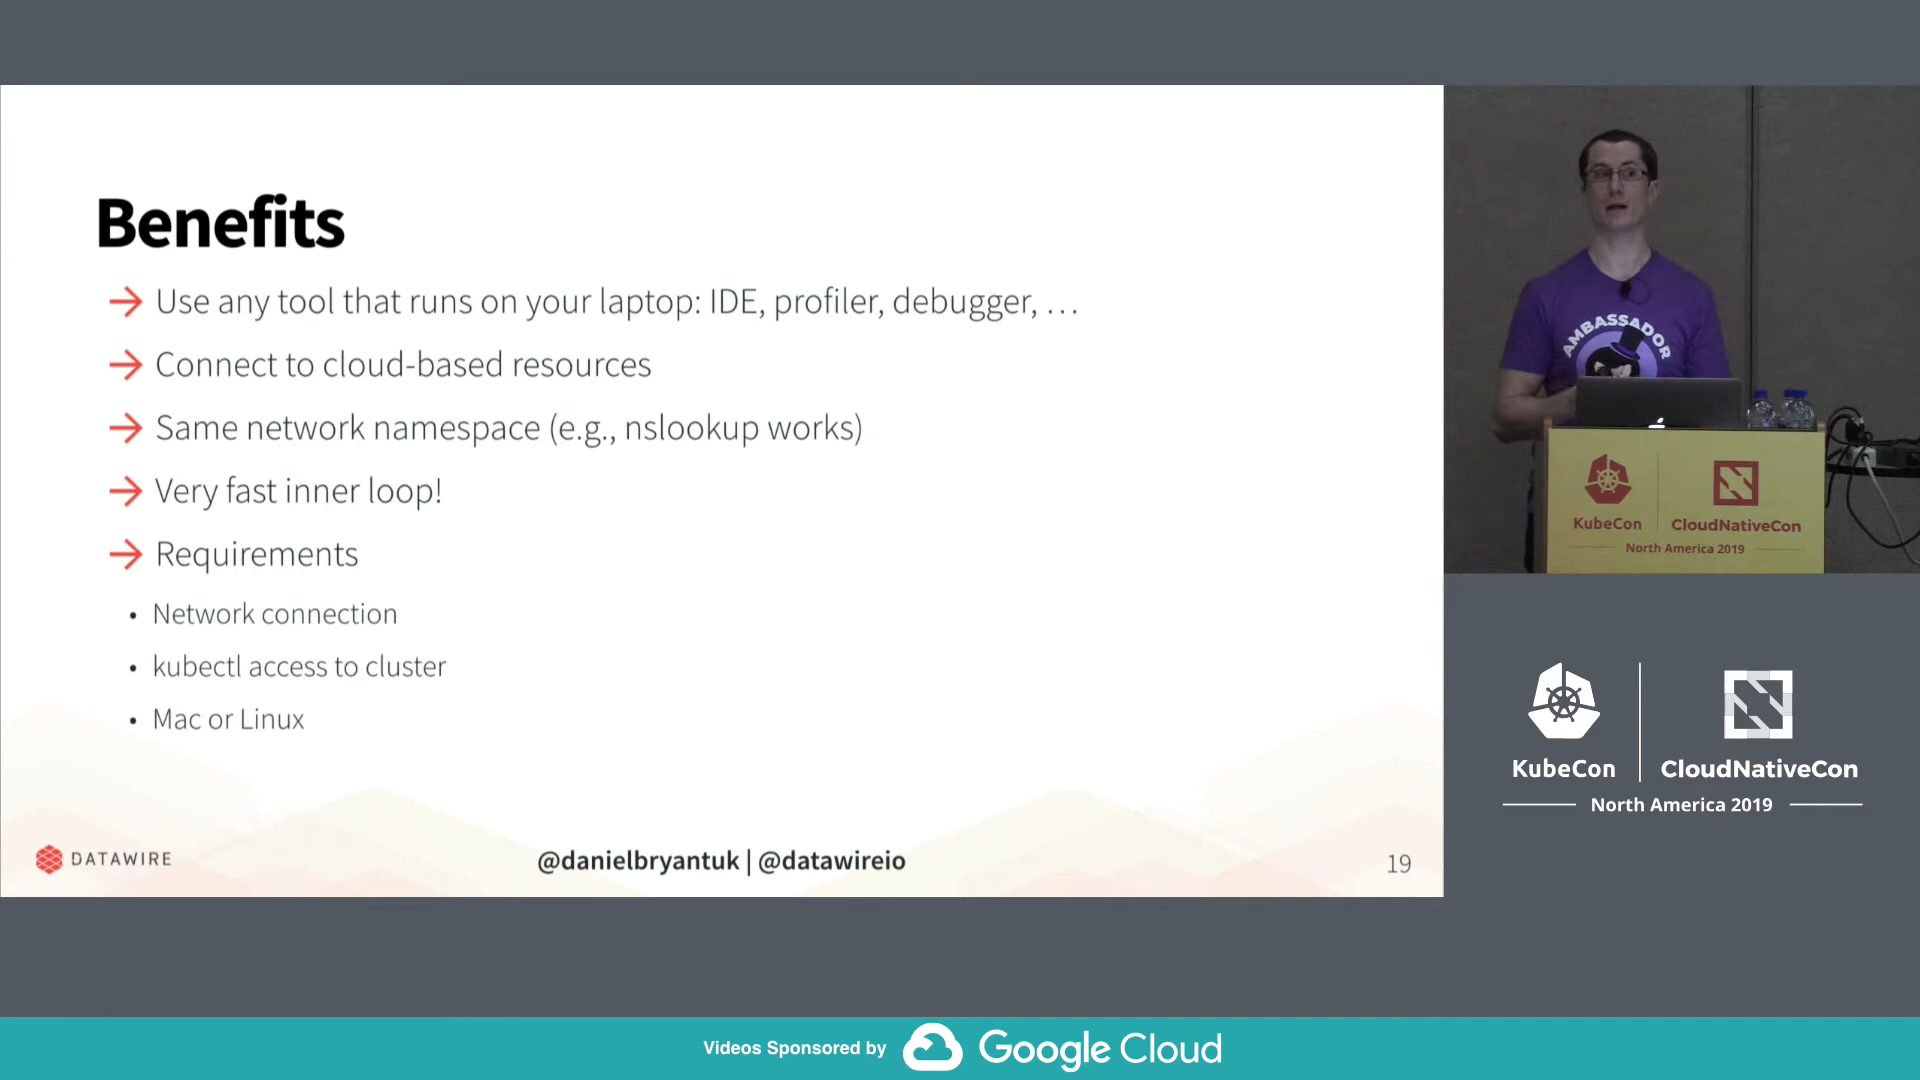 Benefits
→ Use any tool that runs on your laptop: IDE, profiler, debugger, …
→ Connect to cloud-based resources
→ Same network namespace (e.g., nslookup works)
→ Very fast inner loop!
→ Requirements
• Network connection
• kubectl access to cluster
• Mac or Linux
DATAWIRE
@danielbryantuk | @datawireio
19
AMBASSADOR
KubeCon
CloudNativeCon
North America 2019
KubeCon
CloudNativeCon
North America 2019
Videos Sponsored by
Google Cloud